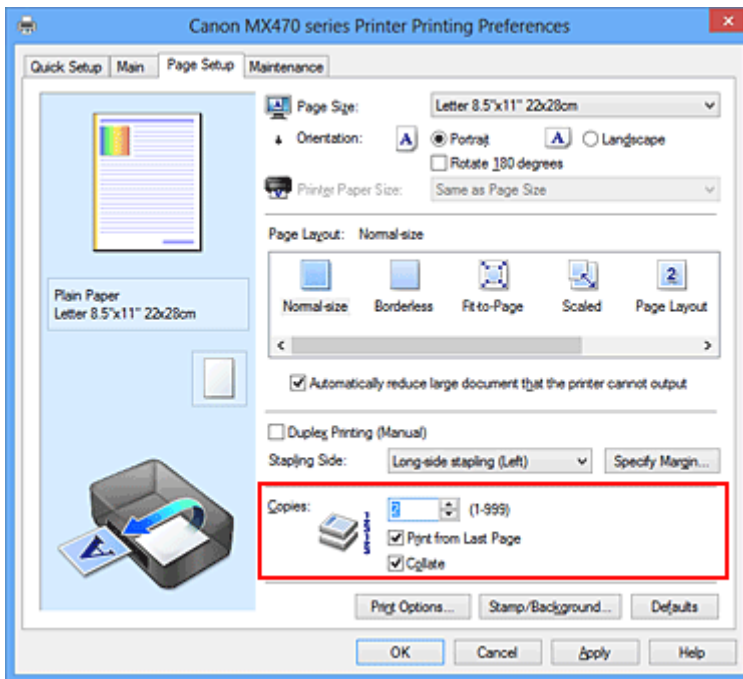 Canon MX470 series Printer Printing Preferences
Quick Setup Main Page Setup Maintenance
Page Size: Letter 8.5"x11" 22x28cm
Orientation: A Portrait A Landscape
Rotate 180 degrees
Printer Paper Size: Same as Page Size
Page Layout: Normal-size
2
Normal-size Borderless Fit-to-Page Scaled Page Layout
Automatically reduce large document that the printer cannot output
Plain Paper
Letter 8.5"x11" 22x28cm
Duplex Printing (Manual)
Stapling Side: Long-side stapling (Left) Specify Margin...
Copies: 2 (1-999)
Print from Last Page
Collate
A
Print Options... Stamp/Background... Defaults
OK Cancel Apply Help